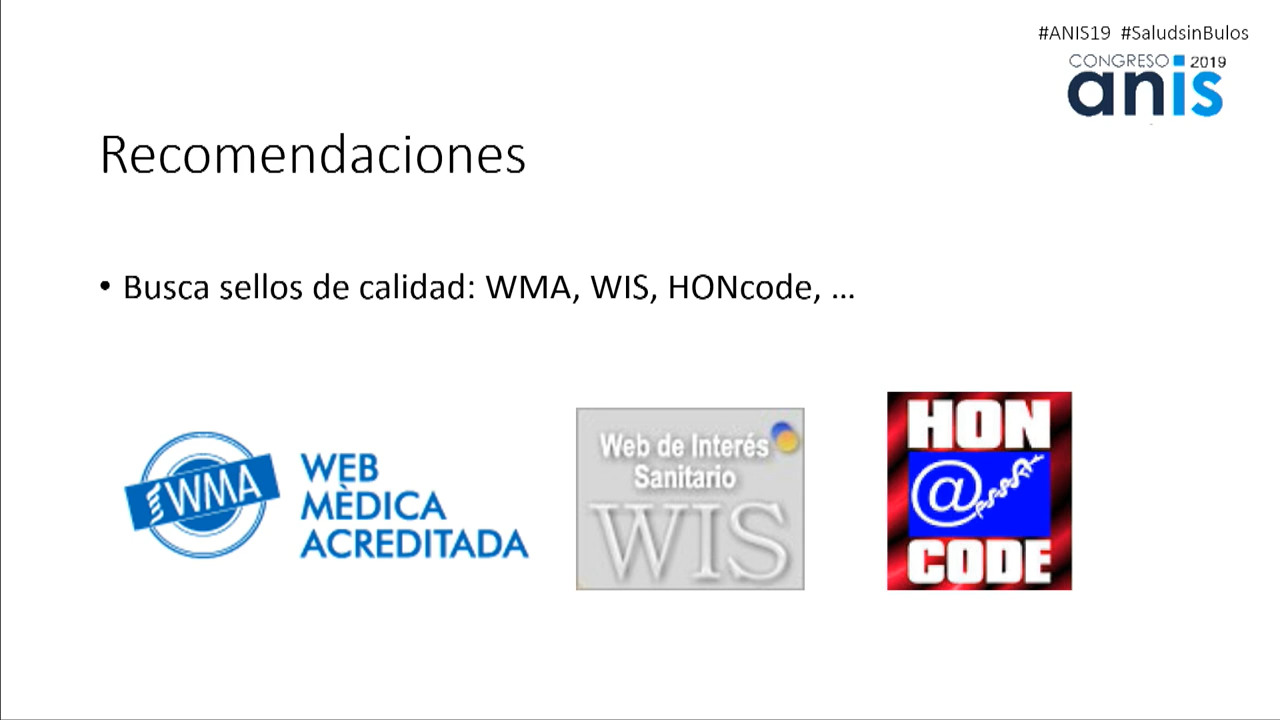 #ANIS19 #SaludsinBulos
CONGRESO 2019
anis
Recomendaciones
• Busca sellos de calidad: WMA, WIS, HONcode, ...
WMA
WEB
MÈDICA
ACREDITADA
Web de Interés
Sanitario
WIS
HON
@
CODE